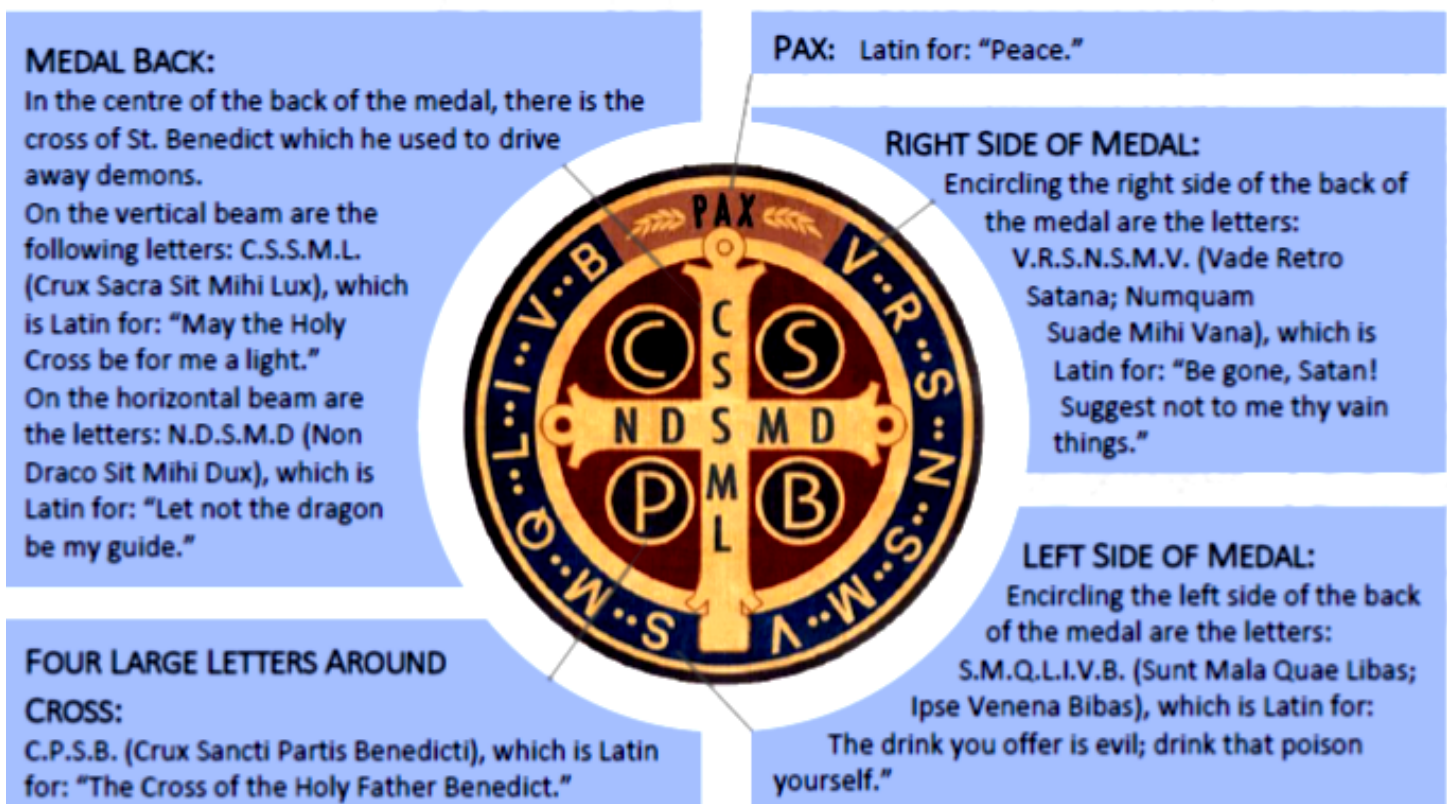 MEDAL BACK:
In the centre of the back of the medal, there is the
cross of St. Benedict which he used to drive
away demons.
On the vertical beam are the
following letters: C.S.S.M.L.
(Crux Sacra Sit Mihi Lux), which
is Latin for: “May the Holy
Cross be for me a light.”
On the horizontal beam are
the letters: N.D.S.M.D (Non
Draco Sit Mihi Dux), which is
Latin for: “Let not the dragon
be my guide.”
FOUR LARGE LETTERS AROUND
CROSS:
C.P.S.B. (Crux Sancti Partis Benedicti), which is Latin
for: “The Cross of the Holy Father Benedict.”
PAX
V R S N S M V
S M Q L I V B
C S
P B
C
S
N D S M D
M
L
PAX: Latin for: “Peace.”
RIGHT SIDE OF MEDAL:
Encircling the right side of the back of
the medal are the letters:
V.R.S.N.S.M.V. (Vade Retro
Satana; Numquam
Suade Mihi Vana), which is
Latin for: “Be gone, Satan!
Suggest not to me thy vain
things.”
LEFT SIDE OF MEDAL:
Encircling the left side of the back
of the medal are the letters:
S.M.Q.L.I.V.B. (Sunt Mala Quae Libas;
Ipse Venena Bibas), which is Latin for:
The drink you offer is evil; drink that poison
yourself.”